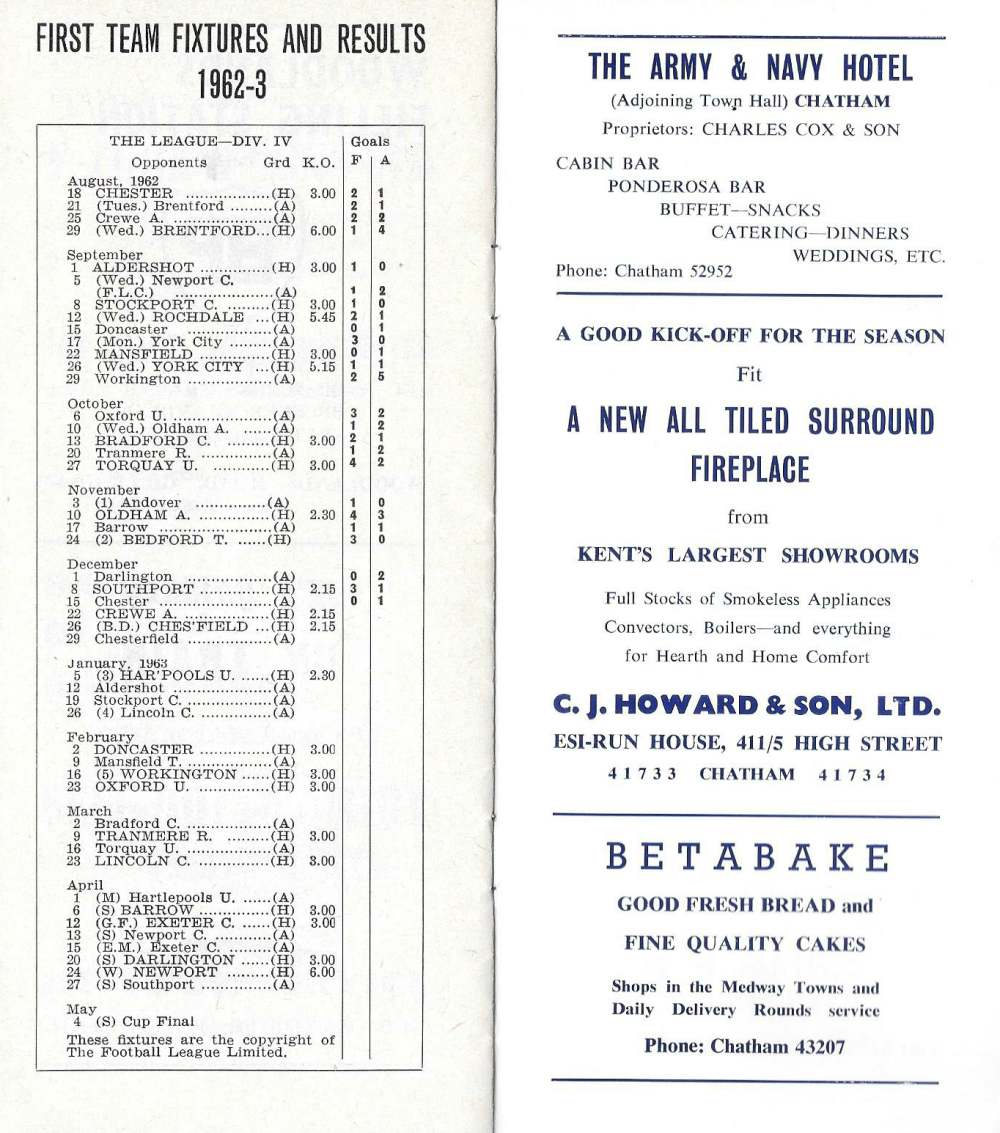 FIRST TEAM FIXTURES AND RESULTS
1962-3
THE LEAGUE—DIV. IV Goals
Opponents Grd K.O. F A
August, 1962
18 CHESTER ..................(H) 3.00 2 1
21 (Tues.) Brentford .........(A) 2 1
25 Crewe A. .....................(A) 2 2
29 (Wed.) BRENTFORD...(H) 6.00 1 4
September
1 ALDERSHOT ...............(H) 3.00 1 0
5 (Wed.) Newport C.
(F.L.C.) .....................(A) 1 2
8 STOCKPORT C. .........(H) 3.00 1 0
12 (Wed.) ROCHDALE ...(H) 5.45 2 1
15 Doncaster ..................(A) 0 1
17 (Mon.) York City .........(A) 3 0
22 MANSFIELD ...............(H) 3.00 0 1
26 (Wed.) YORK CITY ...(H) 5.15 1 1
29 Workington ..................(A) 2 5
October
6 Oxford U. .....................(A) 3 2
10 (Wed.) Oldham A. ......(A) 1 2
13 BRADFORD C. .........(H) 3.00 2 1
20 Tranmere R. ...............(A) 1 2
27 TORQUAY U. ............(H) 3.00 4 2
November
3 (1) Andover ...............(A) 1 0
10 OLDHAM A. ...............(H) 2.30 4 3
17 Barrow ........................(A) 1 1
24 (2) BEDFORD T. ......(H) 3 0
December
1 Darlington ..................(A) 0 2
8 SOUTHPORT ...............(H) 2.15 3 1
15 Chester ........................(A) 0 1
22 CREWE A. ..................(H) 2.15
26 (B.D.) CHES'FIELD ...(H) 2.15
29 Chesterfield ..................(A)
January, 1963
5 (3) HAR'POOLS U. ......(H) 2.30
12 Aldershot .....................(A)
19 Stockport C. ..................(A)
26 (4) Lincoln C. ...............(A)
February
2 DONCASTER ...............(H) 3.00
9 Mansfield T. ..................(A)
16 (5) WORKINGTON ......(H) 3.00
23 OXFORD U. ...............(H) 3.00
March
2 Bradford C. ..................(A)
9 TRANMERE R. .........(H) 3.00
16 Torquay U. ..................(A)
23 LINCOLN C. ...............(H) 3.00
April
1 (M) Hartlepools U. ......(A)
6 (S) BARROW ...............(H) 3.00
12 (G.F.) EXETER C. ......(H) 3.00
13 (S) Newport C. ............(A)
15 (E.M.) Exeter C. .........(A)
20 (S) DARLINGTON ......(H) 3.00
24 (W) NEWPORT .........(H) 6.00
27 (S) Southport ...............(A)
May
4 (S) Cup Final
These fixtures are the copyright of
The Football League Limited.
THE ARMY & NAVY HOTEL
(Adjoining Town Hall) CHATHAM
Proprietors: CHARLES COX & SON
CABIN BAR
PONDEROSA BAR
BUFFET—SNACKS
CATERING—DINNERS
WEDDINGS, ETC.
Phone: Chatham 52952
A GOOD KICK-OFF FOR THE SEASON
Fit
A NEW ALL TILED SURROUND
FIREPLACE
from
KENT'S LARGEST SHOWROOMS
Full Stocks of Smokeless Appliances
Convectors, Boilers—and everything
for Hearth and Home Comfort
C. J. HOWARD & SON, LTD.
ESI-RUN HOUSE, 411/5 HIGH STREET
41733 CHATHAM 41734
BETABAKE
GOOD FRESH BREAD and
FINE QUALITY CAKES
Shops in the Medway Towns and
Daily Delivery Rounds service
Phone: Chatham 43207